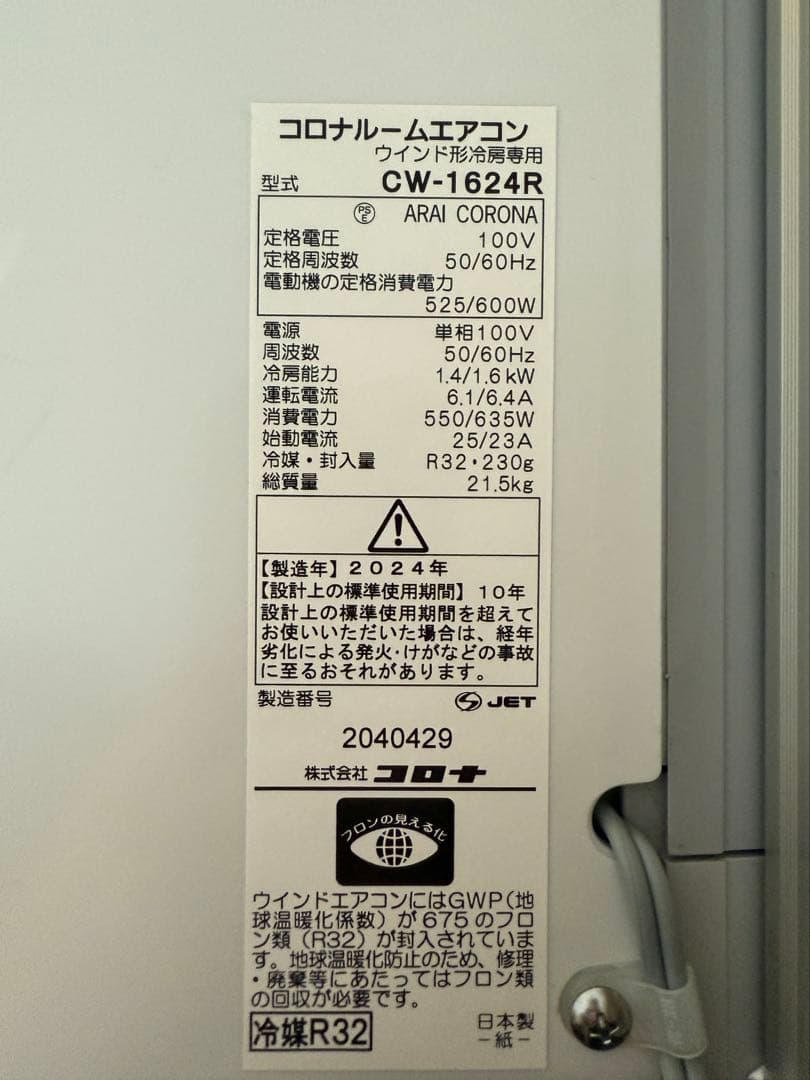 コロナルームエアコン
ウインド形冷房専用
型式 CW-1624R
PS E ARAI CORONA
定格電圧 100V
定格周波数 50/60Hz
電動機の定格消費電力
525/600W
電源 単相100V
周波数 50/60Hz
冷房能力 1.4/1.6kW
運転電流 6.1/6.4A
消費電力 550/635W
始動電流 25/23A
冷媒・封入量 R32・230g
総質量 21.5kg
【製造年】2024年
【設計上の標準使用期間】10年
設計上の標準使用期間を超えて
お使いいただいた場合は、経年
劣化による発火・けがなどの事故
に至るおそれがあります。
製造番号 JET
2040429
株式会社 コロナ
フロンの見える化
ウインドエアコンにはGWP(地
球温暖化係数)が675のフロ
ン類(R32)が封入されていま
す。地球温暖化防止のため、修理
・廃棄等にあたってはフロン類
の回収が必要です。
冷媒R32 日本製
-紙-